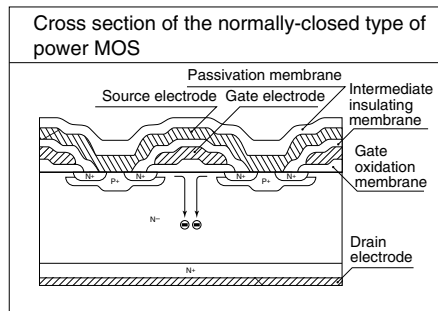 Cross section of the normally-closed type of
power MOS
Passivation membrane
Source electrode
Gate electrode
Intermediate
insulating
membrane
Gate
oxidation
membrane
N+
P+
N+
N+
P+
N+
N−
N+
Drain
electrode